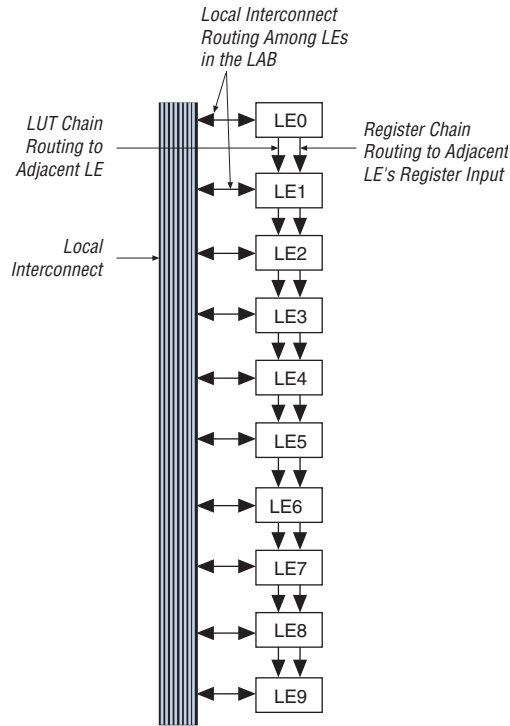 Local Interconnect
Routing Among LEs
in the LAB
LUT Chain
Routing to
Adjacent LE
Register Chain
Routing to Adjacent
LE's Register Input
Local
Interconnect
LE0
LE1
LE2
LE3
LE4
LE5
LE6
LE7
LE8
LE9